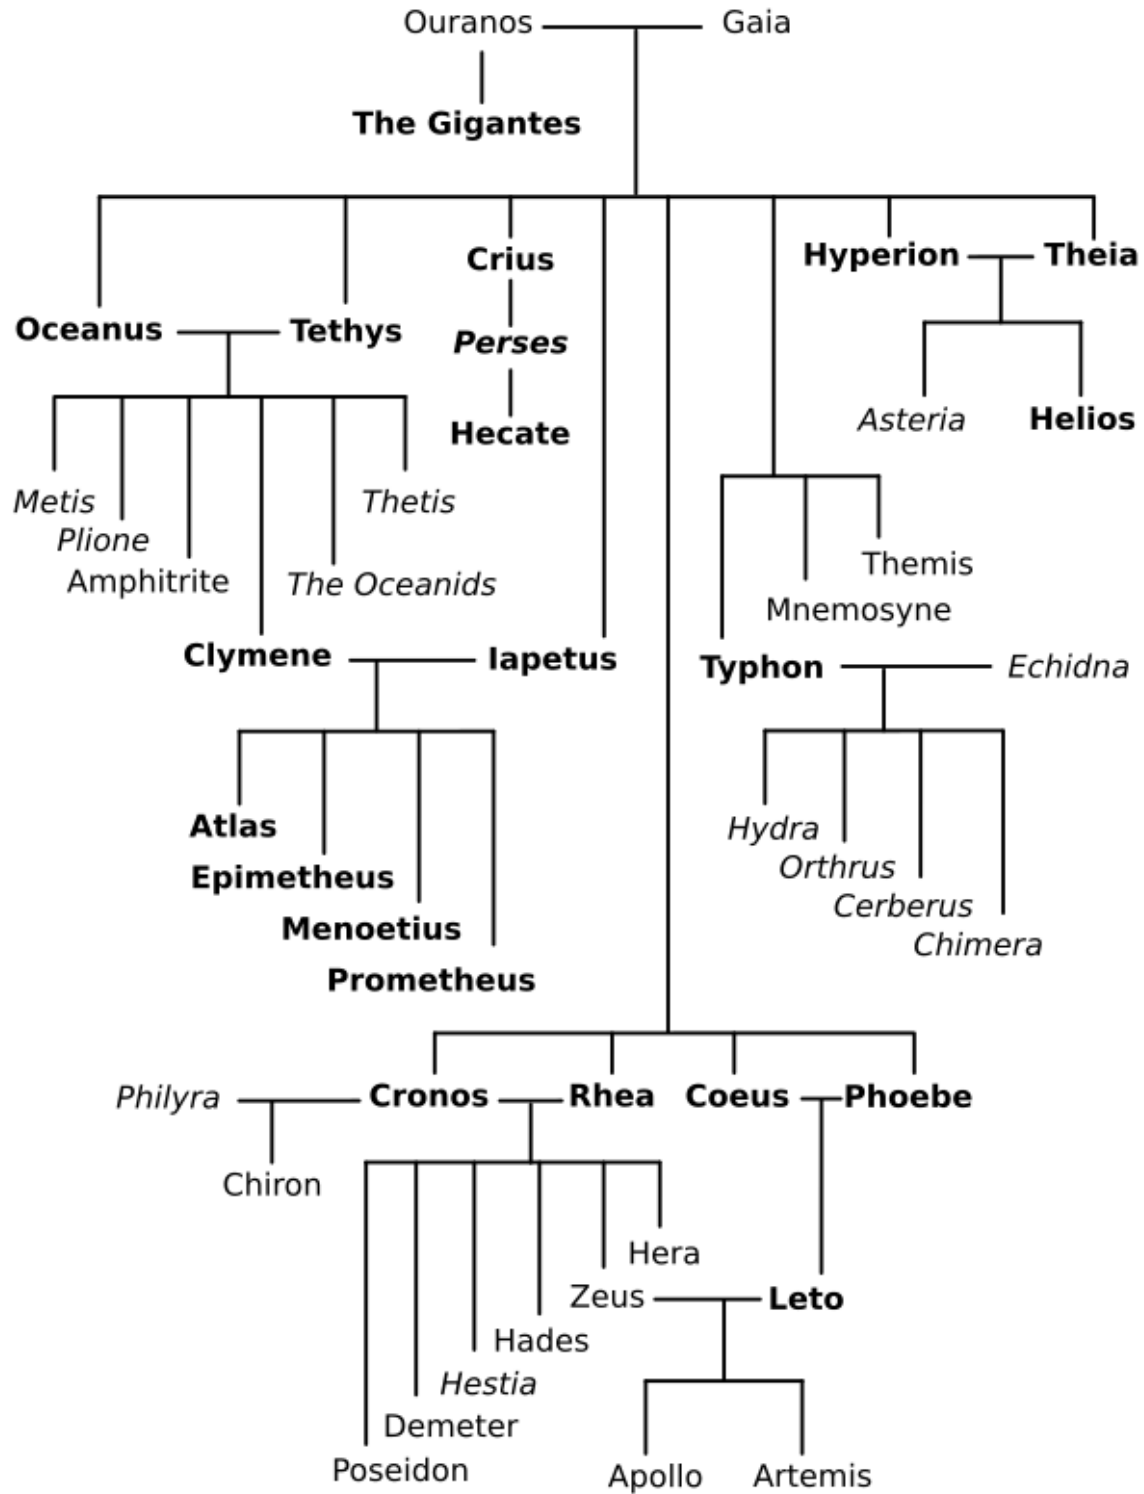 Ouranos Gaia
The Gigantes
Crius Hyperion Theia
Oceanus Tethys Perses
Hecate Asteria Helios
Metis Thetis
Plione
Amphitrite The Oceanids Themis
Mnemosyne
Clymene Iapetus Typhon Echidna
Atlas Hydra
Epimetheus Orthrus
Menoetius Cerberus
Prometheus Chimera
Philyra Cronos Rhea Coeus Phoebe
Chiron
Hera
Zeus Leto
Hades
Hestia
Demeter
Poseidon Apollo Artemis